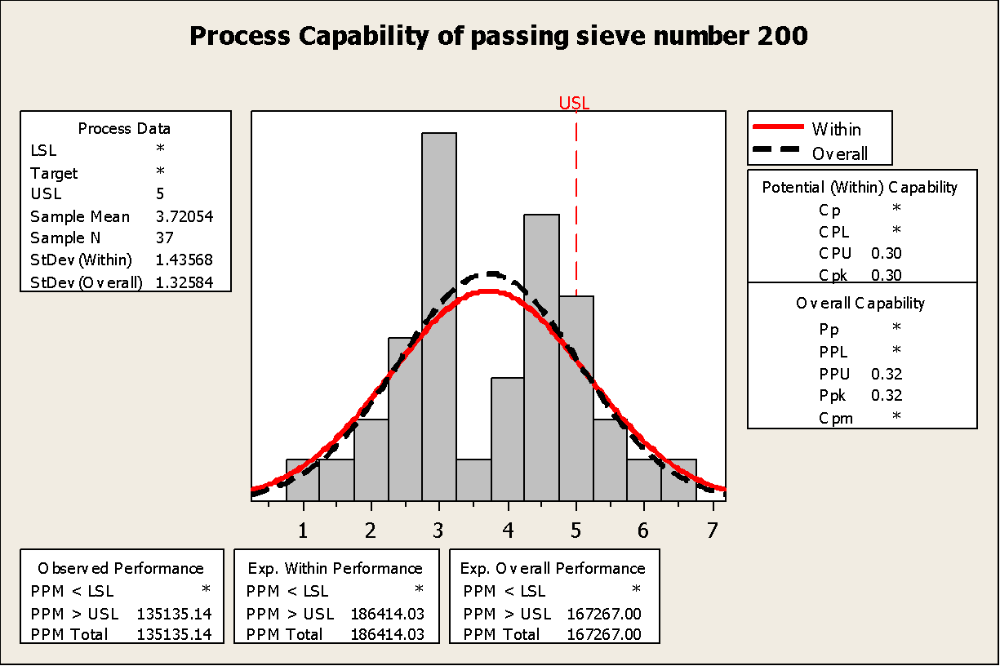 Process Capability of passing sieve number 200
USL
Process Data
LSL *
Target *
USL 5
Sample Mean 3.72054
Sample N 37
StDev(Within) 1.43568
StDev(Overall) 1.32584
Within
Overall
Potential (Within) Capability
Cp *
CPL *
CPU 0.30
Cpk 0.30
Overall Capability
Pp *
PPL *
PPU 0.32
Ppk 0.32
Cpm *
1 2 3 4 5 6 7
Observed Performance
PPM < LSL *
PPM > USL 135135.14
PPM Total 135135.14
Exp. Within Performance
PPM < LSL *
PPM > USL 186414.03
PPM Total 186414.03
Exp. Overall Performance
PPM < LSL *
PPM > USL 167267.00
PPM Total 167267.00